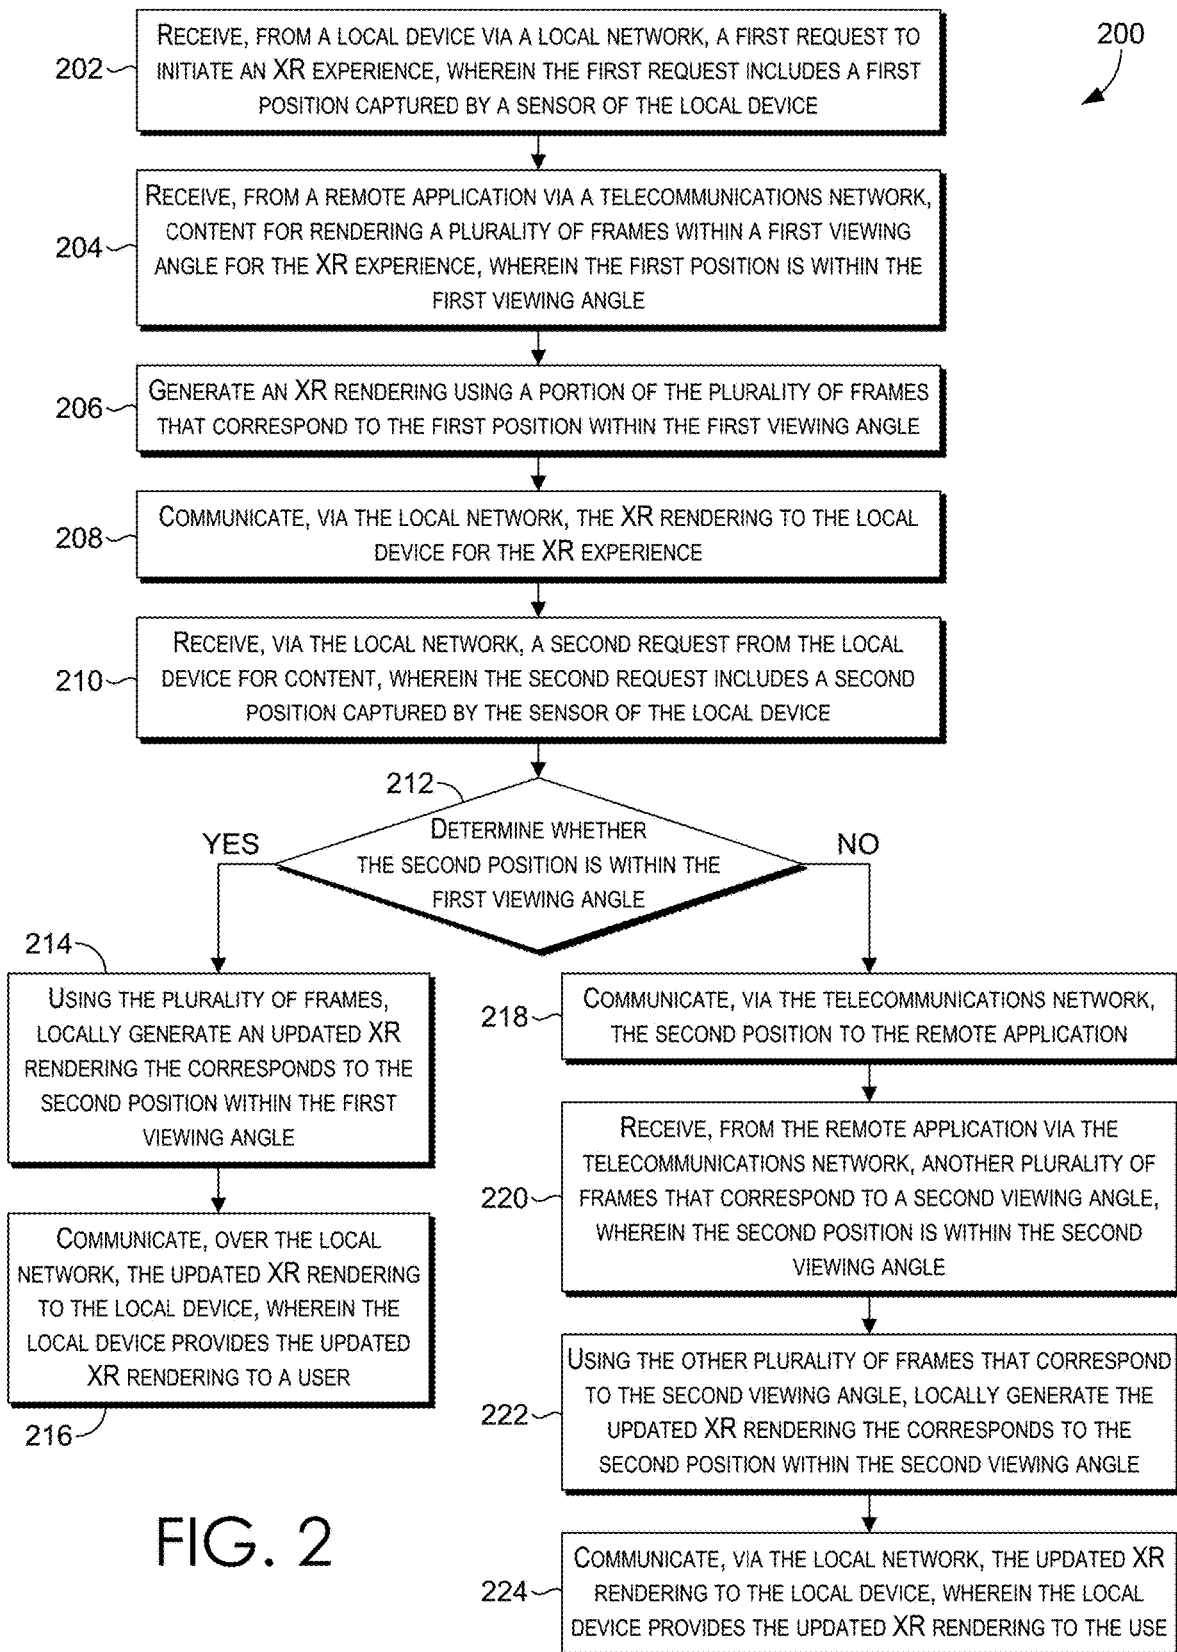 200
202
RECEIVE, FROM A LOCAL DEVICE VIA A LOCAL NETWORK, A FIRST REQUEST TO
INITIATE AN XR EXPERIENCE, WHEREIN THE FIRST REQUEST INCLUDES A FIRST
POSITION CAPTURED BY A SENSOR OF THE LOCAL DEVICE
204
RECEIVE, FROM A REMOTE APPLICATION VIA A TELECOMMUNICATIONS NETWORK,
CONTENT FOR RENDERING A PLURALITY OF FRAMES WITHIN A FIRST VIEWING
ANGLE FOR THE XR EXPERIENCE, WHEREIN THE FIRST POSITION IS WITHIN THE
FIRST VIEWING ANGLE
206
GENERATE AN XR RENDERING USING A PORTION OF THE PLURALITY OF FRAMES
THAT CORRESPOND TO THE FIRST POSITION WITHIN THE FIRST VIEWING ANGLE
208
COMMUNICATE, VIA THE LOCAL NETWORK, THE XR RENDERING TO THE LOCAL
DEVICE FOR THE XR EXPERIENCE
210
RECEIVE, VIA THE LOCAL NETWORK, A SECOND REQUEST FROM THE LOCAL
DEVICE FOR CONTENT, WHEREIN THE SECOND REQUEST INCLUDES A SECOND
POSITION CAPTURED BY THE SENSOR OF THE LOCAL DEVICE
212
DETERMINE WHETHER
THE SECOND POSITION IS WITHIN THE
FIRST VIEWING ANGLE
YES
NO
214
USING THE PLURALITY OF FRAMES,
LOCALLY GENERATE AN UPDATED XR
RENDERING THE CORRESPONDS TO THE
SECOND POSITION WITHIN THE FIRST
VIEWING ANGLE
COMMUNICATE, OVER THE LOCAL
NETWORK, THE UPDATED XR RENDERING
TO THE LOCAL DEVICE, WHEREIN THE
LOCAL DEVICE PROVIDES THE UPDATED
XR RENDERING TO A USER
216
218
COMMUNICATE, VIA THE TELECOMMUNICATIONS NETWORK,
THE SECOND POSITION TO THE REMOTE APPLICATION
220
RECEIVE, FROM THE REMOTE APPLICATION VIA THE
TELECOMMUNICATIONS NETWORK, ANOTHER PLURALITY OF
FRAMES THAT CORRESPOND TO A SECOND VIEWING ANGLE,
WHEREIN THE SECOND POSITION IS WITHIN THE SECOND
VIEWING ANGLE
222
USING THE OTHER PLURALITY OF FRAMES THAT CORRESPOND
TO THE SECOND VIEWING ANGLE, LOCALLY GENERATE THE
UPDATED XR RENDERING THE CORRESPONDS TO THE
SECOND POSITION WITHIN THE SECOND VIEWING ANGLE
224
COMMUNICATE, VIA THE LOCAL NETWORK, THE UPDATED XR
RENDERING TO THE LOCAL DEVICE, WHEREIN THE LOCAL
DEVICE PROVIDES THE UPDATED XR RENDERING TO THE USE
FIG. 2